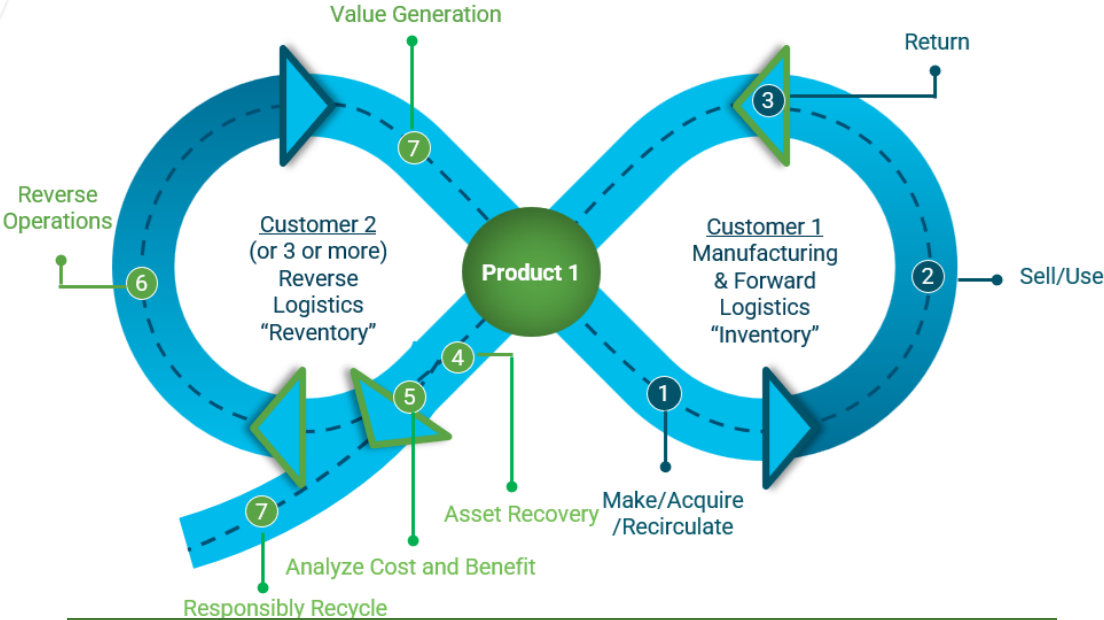 Value Generation
Return
3
7
Reverse
Operations
Customer 2
(or 3 or more)
Reverse
Logistics
“Reventory”
Product 1
Customer 1
Manufacturing
& Forward
Logistics
“Inventory”
2
Sell/Use
6
4
5
1
7
Asset Recovery
Make/Acquire
/Recirculate
Analyze Cost and Benefit
Responsibly Recycle